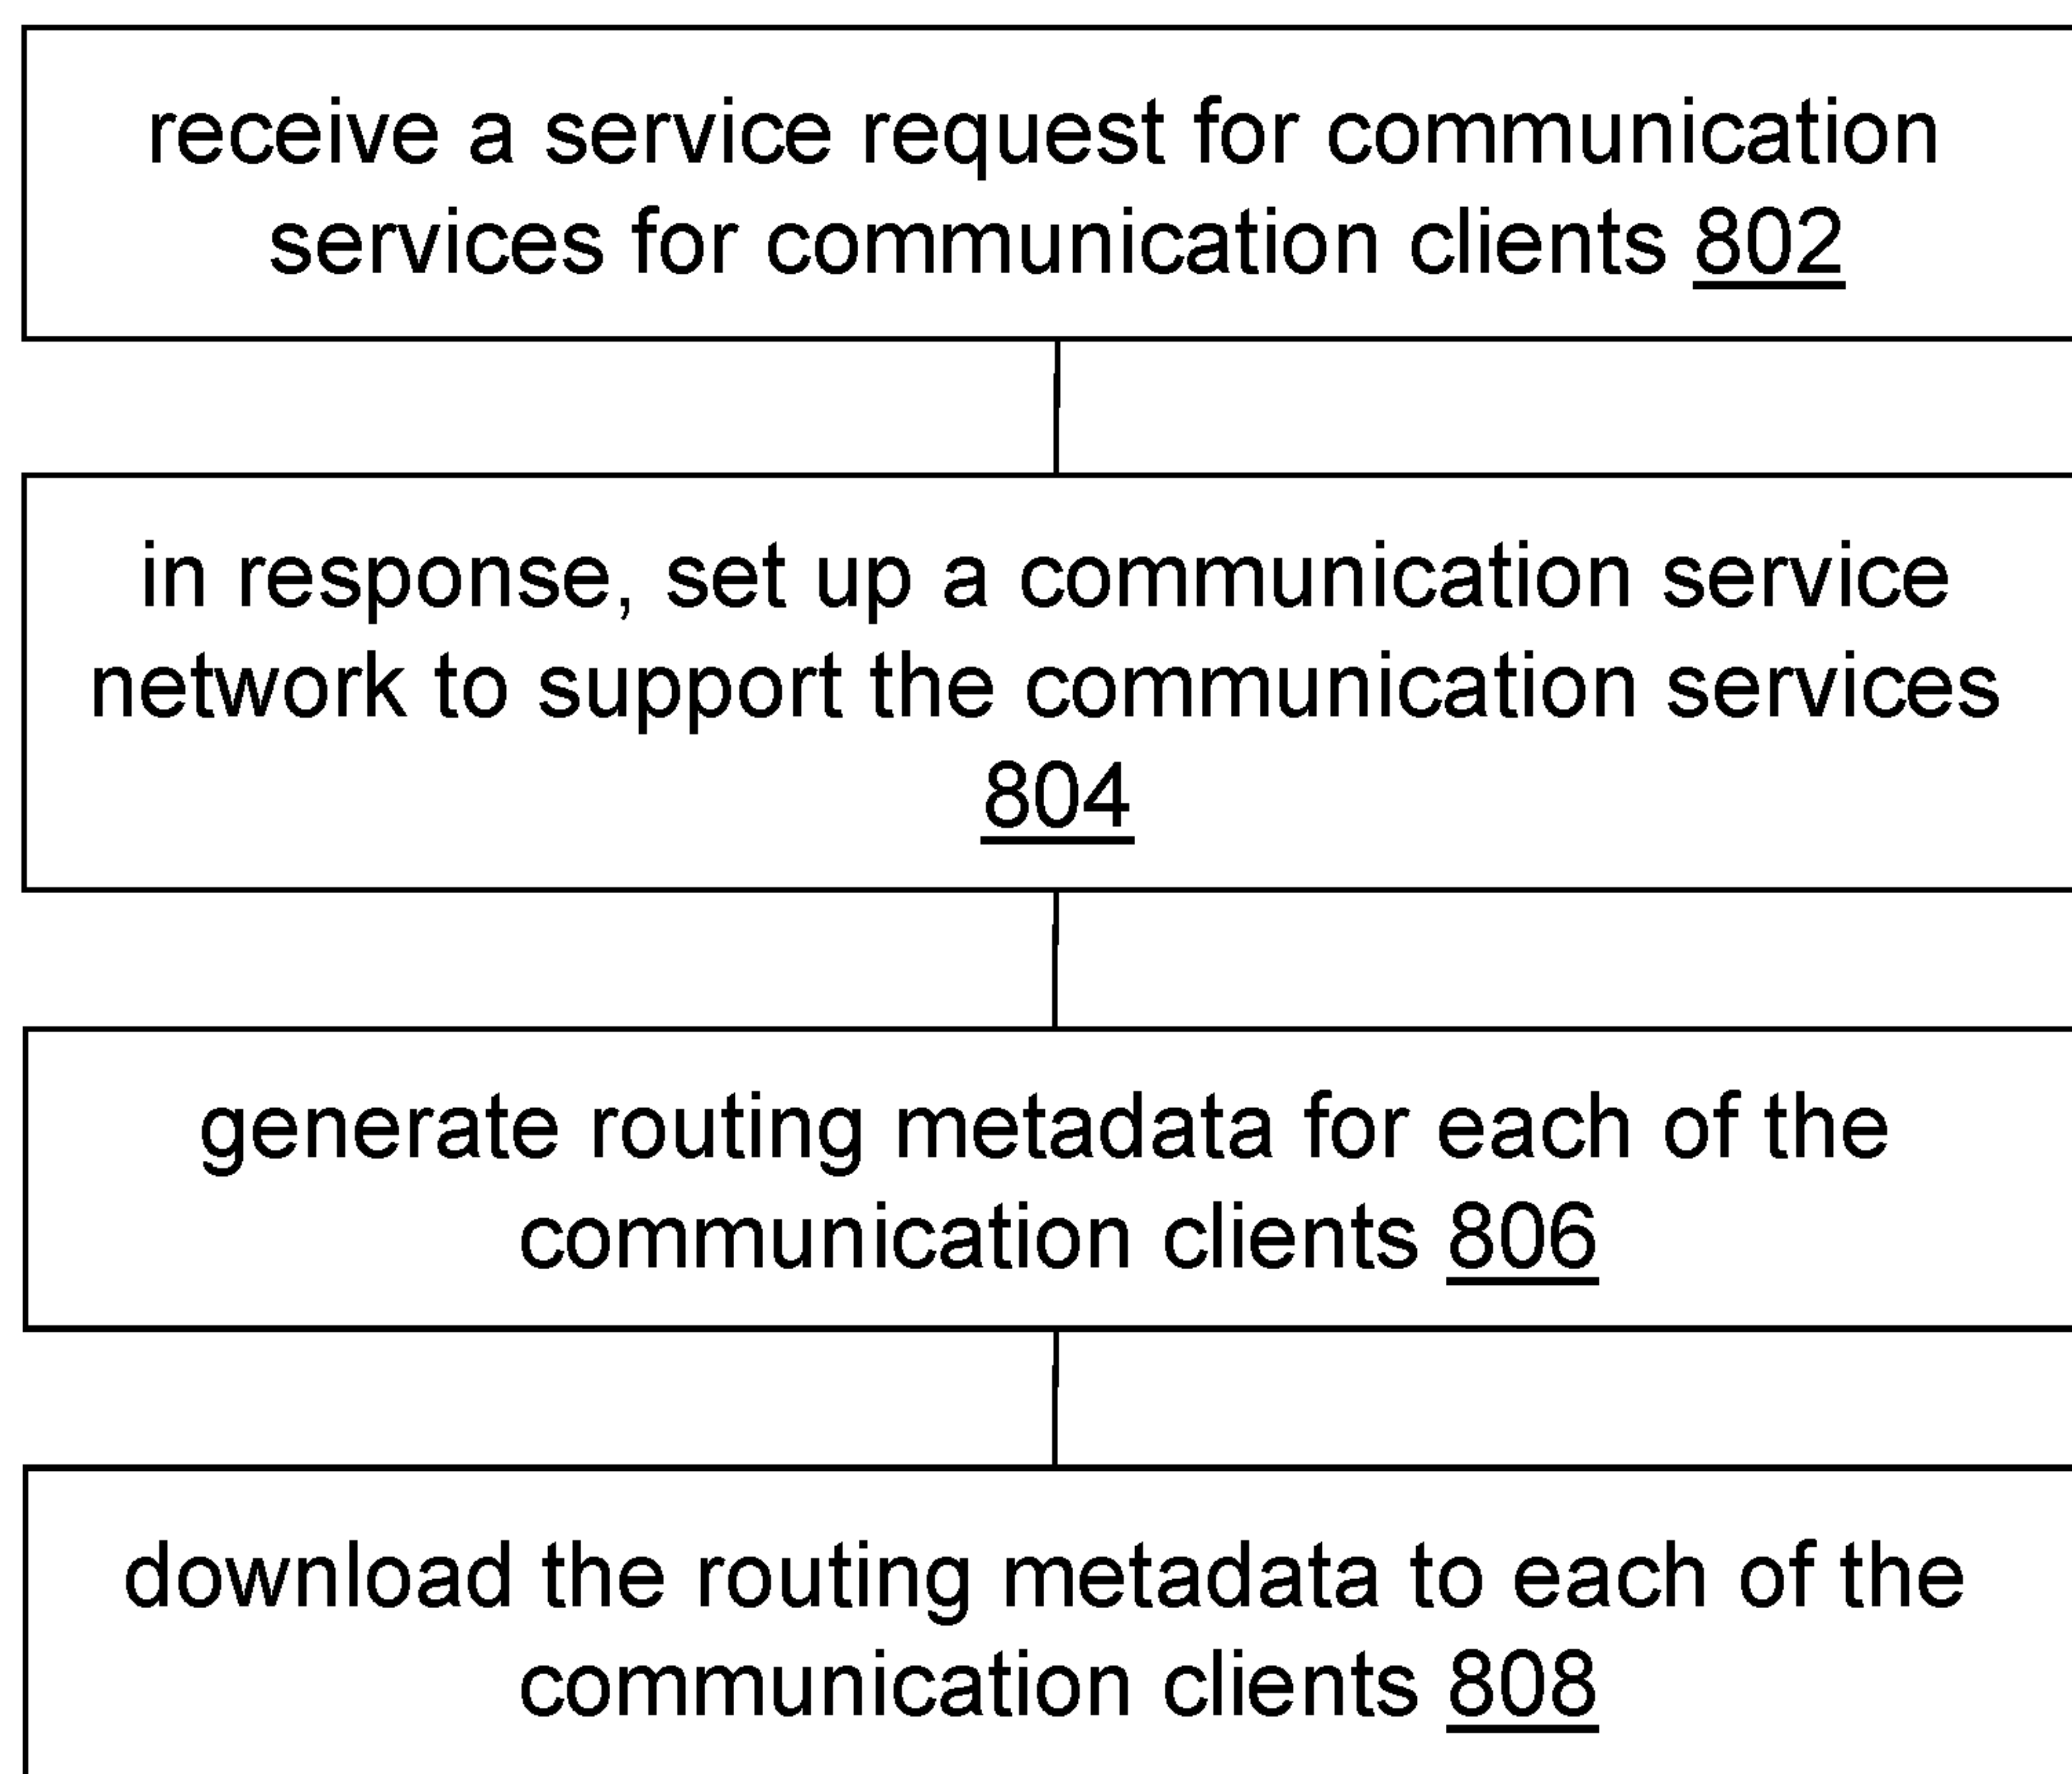 receive a service request for communication
services for communication clients 802
in response, set up a communication service
network to support the communication services
804
generate routing metadata for each of the
communication clients 806
download the routing metadata to each of the
communication clients 808